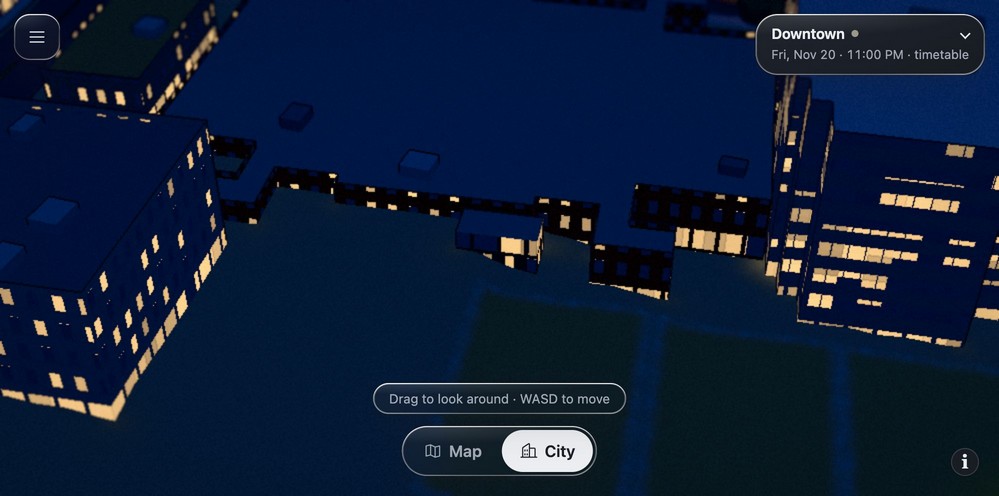 Downtown
Fri, Nov 20 · 11:00 PM · timetable
Drag to look around · WASD to move
Map
City
i